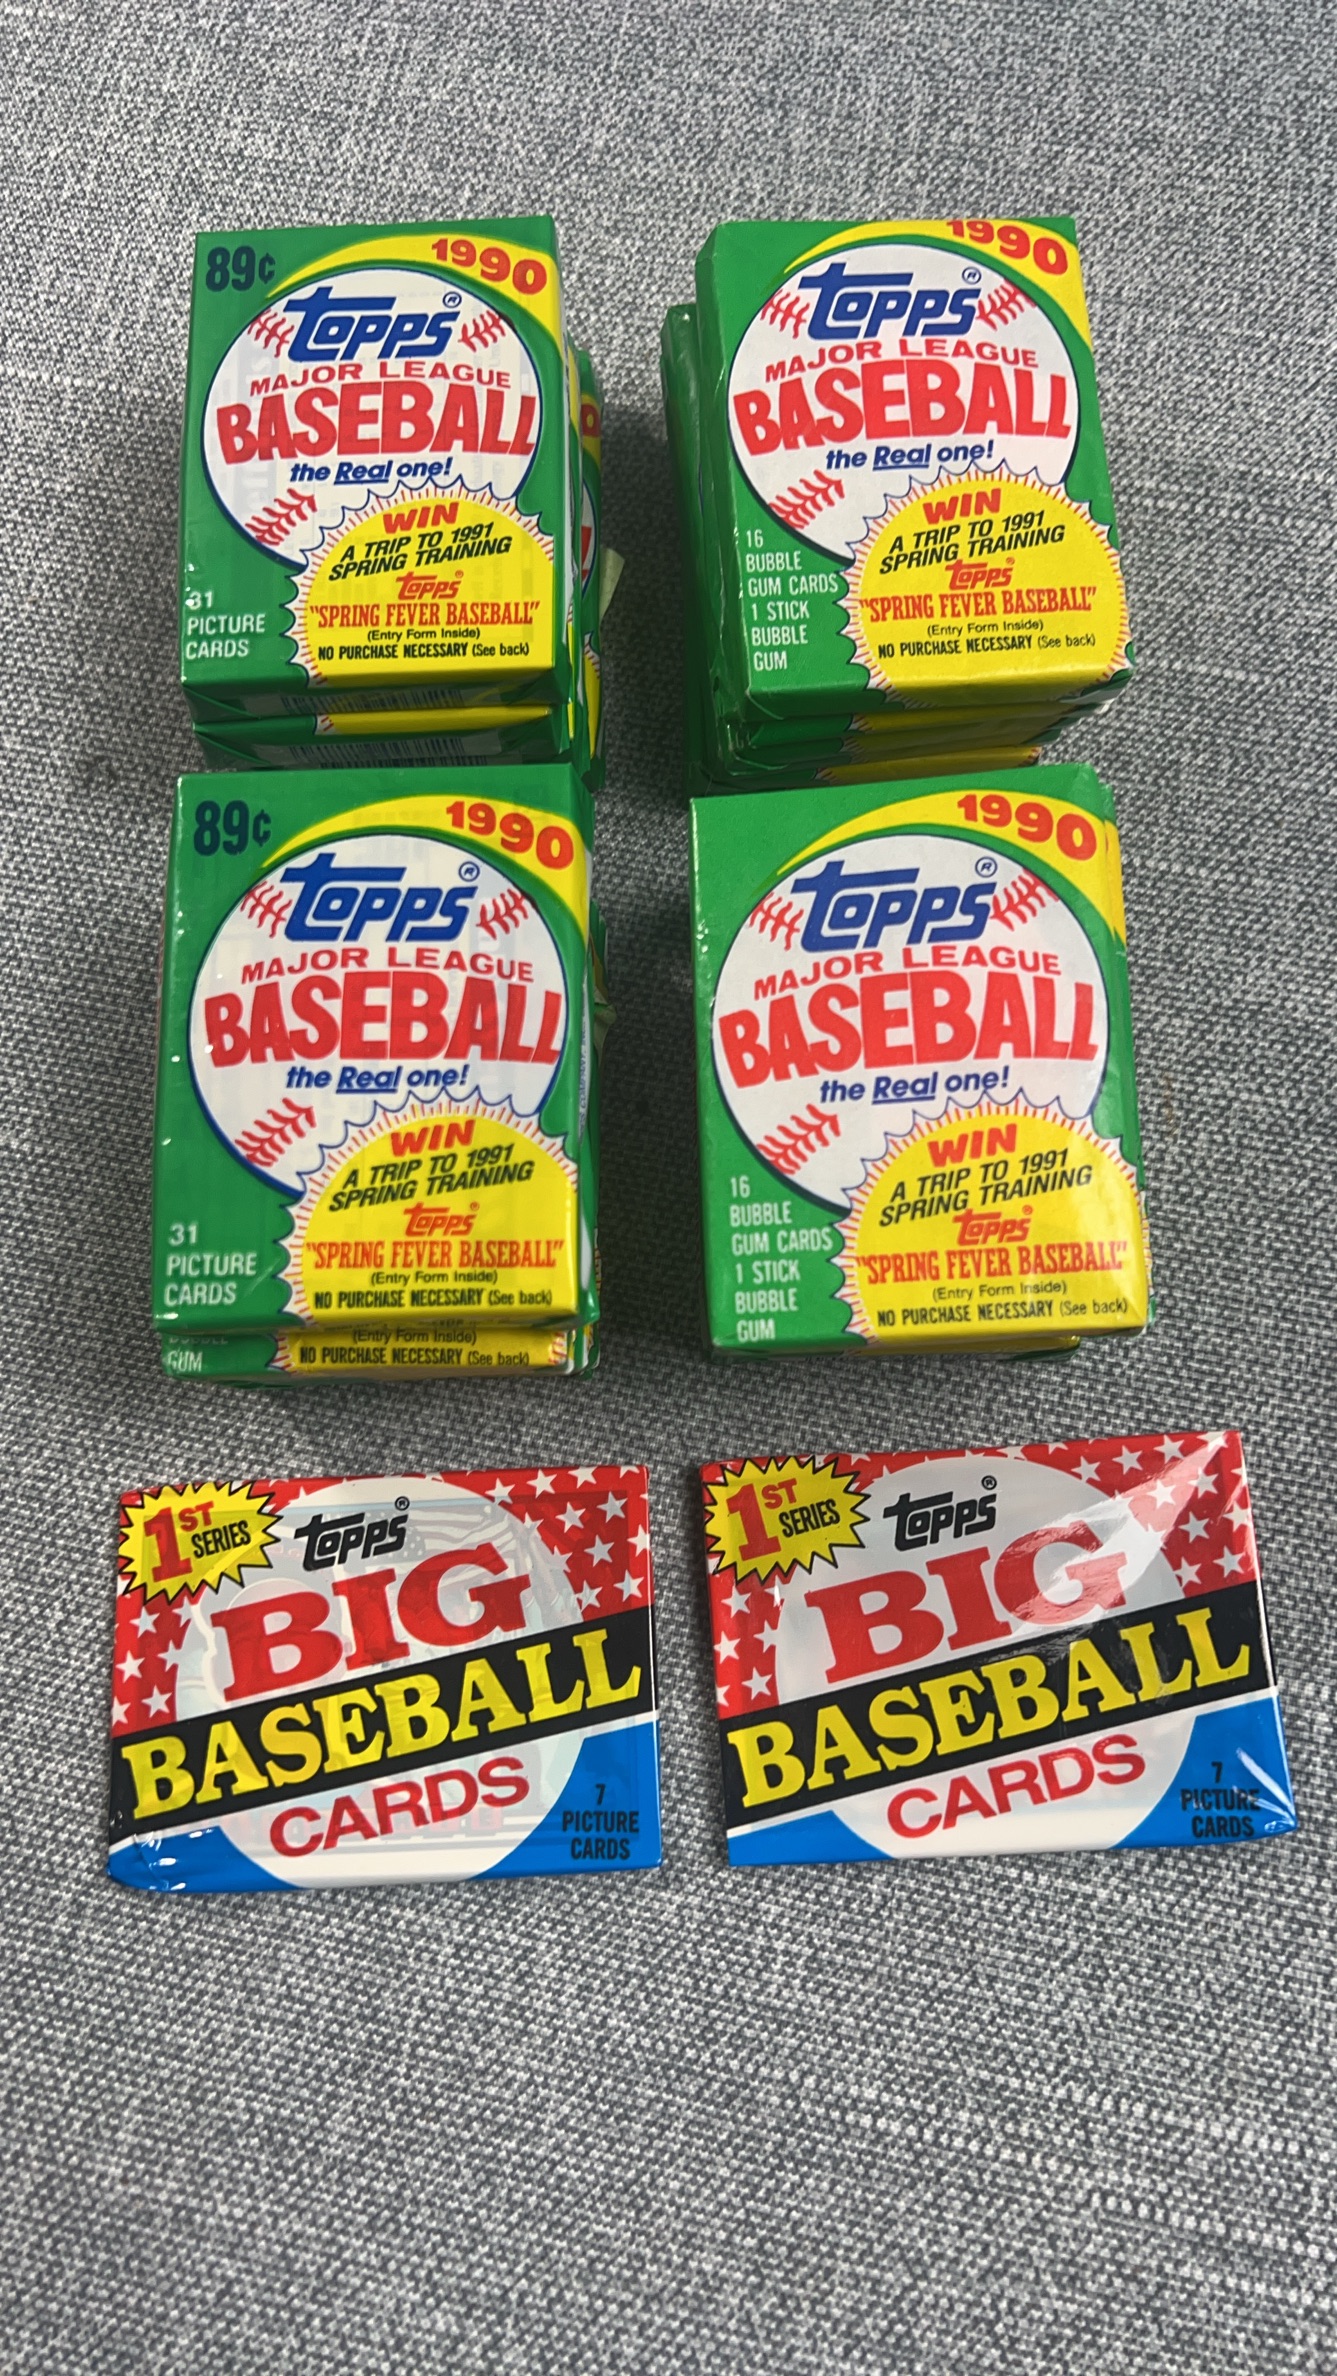 89¢
1990
Topps®
MAJOR LEAGUE
BASEBALL
the Real one!
WIN
A TRIP TO 1991
SPRING TRAINING
Topps®
"SPRING FEVER BASEBALL"
(Entry Form Inside)
NO PURCHASE NECESSARY (See back)
31
PICTURE
CARDS
1990
Topps®
MAJOR LEAGUE
BASEBALL
the Real one!
16
BUBBLE
GUM CARDS
1 STICK
BUBBLE
GUM
WIN
A TRIP TO 1991
SPRING TRAINING
Topps®
"SPRING FEVER BASEBALL"
(Entry Form Inside)
NO PURCHASE NECESSARY (See back)
89¢
1990
Topps®
MAJOR LEAGUE
BASEBALL
the Real one!
WIN
A TRIP TO 1991
SPRING TRAINING
Topps®
"SPRING FEVER BASEBALL"
(Entry Form Inside)
NO PURCHASE NECESSARY (See back)
31
PICTURE
CARDS
BUBBLE
GUM
(Entry Form Inside)
NO PURCHASE NECESSARY (See back)
1990
Topps®
MAJOR LEAGUE
BASEBALL
the Real one!
16
BUBBLE
GUM CARDS
1 STICK
BUBBLE
GUM
WIN
A TRIP TO 1991
SPRING TRAINING
Topps®
"SPRING FEVER BASEBALL"
(Entry Form Inside)
NO PURCHASE NECESSARY (See back)
1ST
SERIES
Topps®
BIG
BASEBALL
CARDS
7
PICTURE
CARDS
1ST
SERIES
Topps®
BIG
BASEBALL
CARDS
7
PICTURE
CARDS